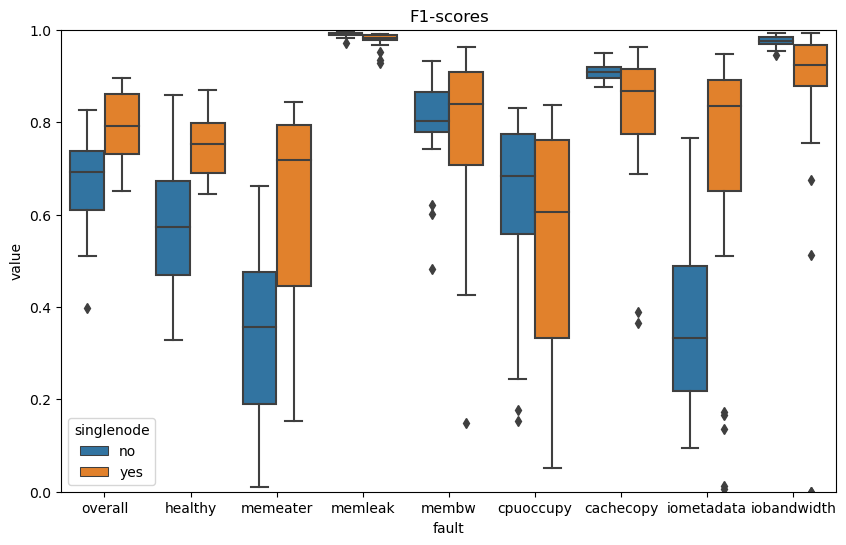 F1-scores
1.0
0.8
0.6
0.4
0.2
0.0
value
singlenode
no
yes
overall healthy memeater memleak membw cpuoccupy cachecopy iometadata iobandwidth
fault